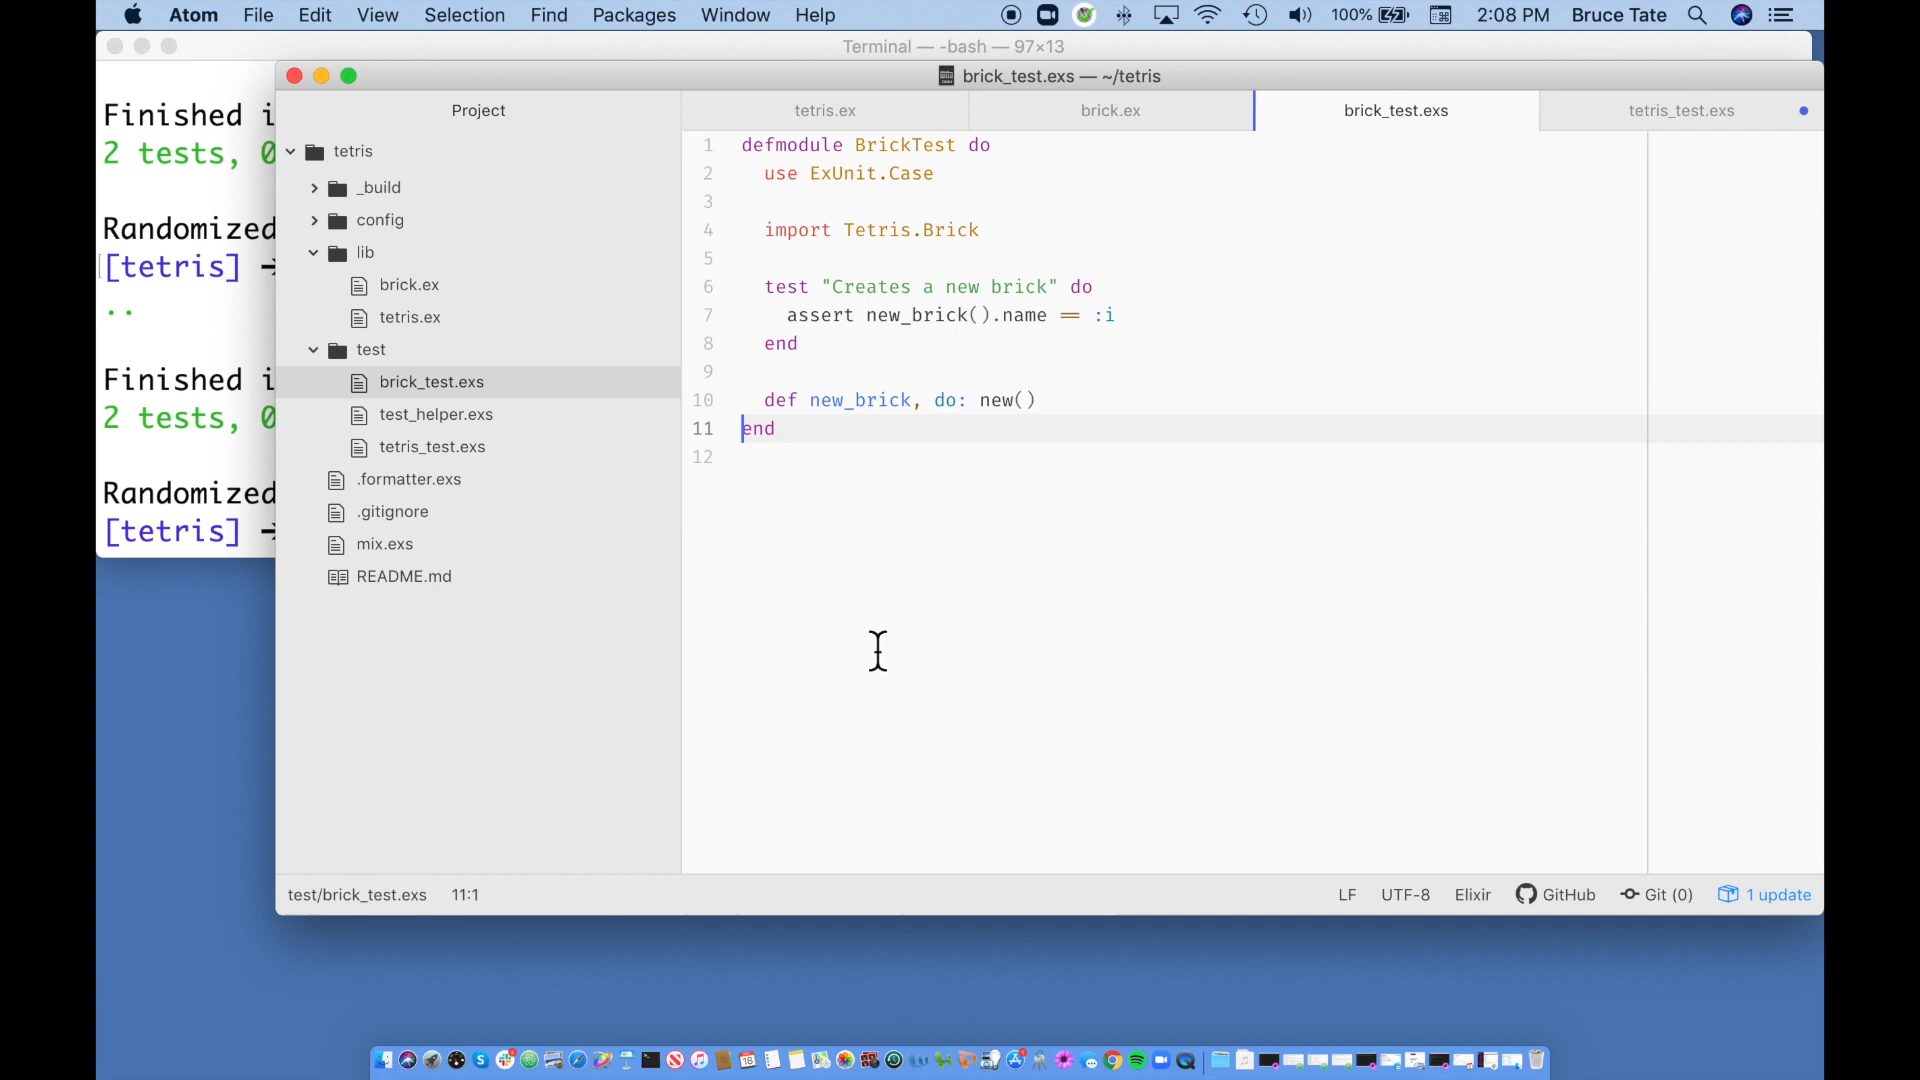 Atom File Edit View Selection Find Packages Window Help 100% 2:08 PM Bruce Tate
Terminal — -bash — 97×13
brick_test.exs — ~/tetris
Finished i
2 tests, 0
Randomized
[tetris] →
..
Finished i
2 tests, 0
Randomized
[tetris] →
Project
tetris
_build
config
lib
brick.ex
tetris.ex
test
brick_test.exs
test_helper.exs
tetris_test.exs
.formatter.exs
.gitignore
mix.exs
README.md
tetris.ex brick.ex brick_test.exs tetris_test.exs
1 defmodule BrickTest do
2 use ExUnit.Case
3
4 import Tetris.Brick
5
6 test "Creates a new brick" do
7 assert new_brick().name == :i
8 end
9
10 def new_brick, do: new()
11 end
12
test/brick_test.exs 11:1 LF UTF-8 Elixir GitHub Git (0) 1 update
18